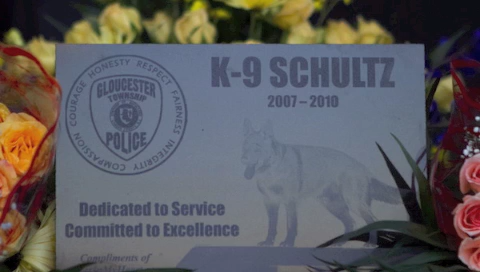 K-9 SCHULTZ
2007 – 2010
COURAGE HONESTY RESPECT FAIRNESS
COMPASSION INTEGRITY
GLOUCESTER
TOWNSHIP
POLICE
Dedicated to Service
Committed to Excellence
Compliments of